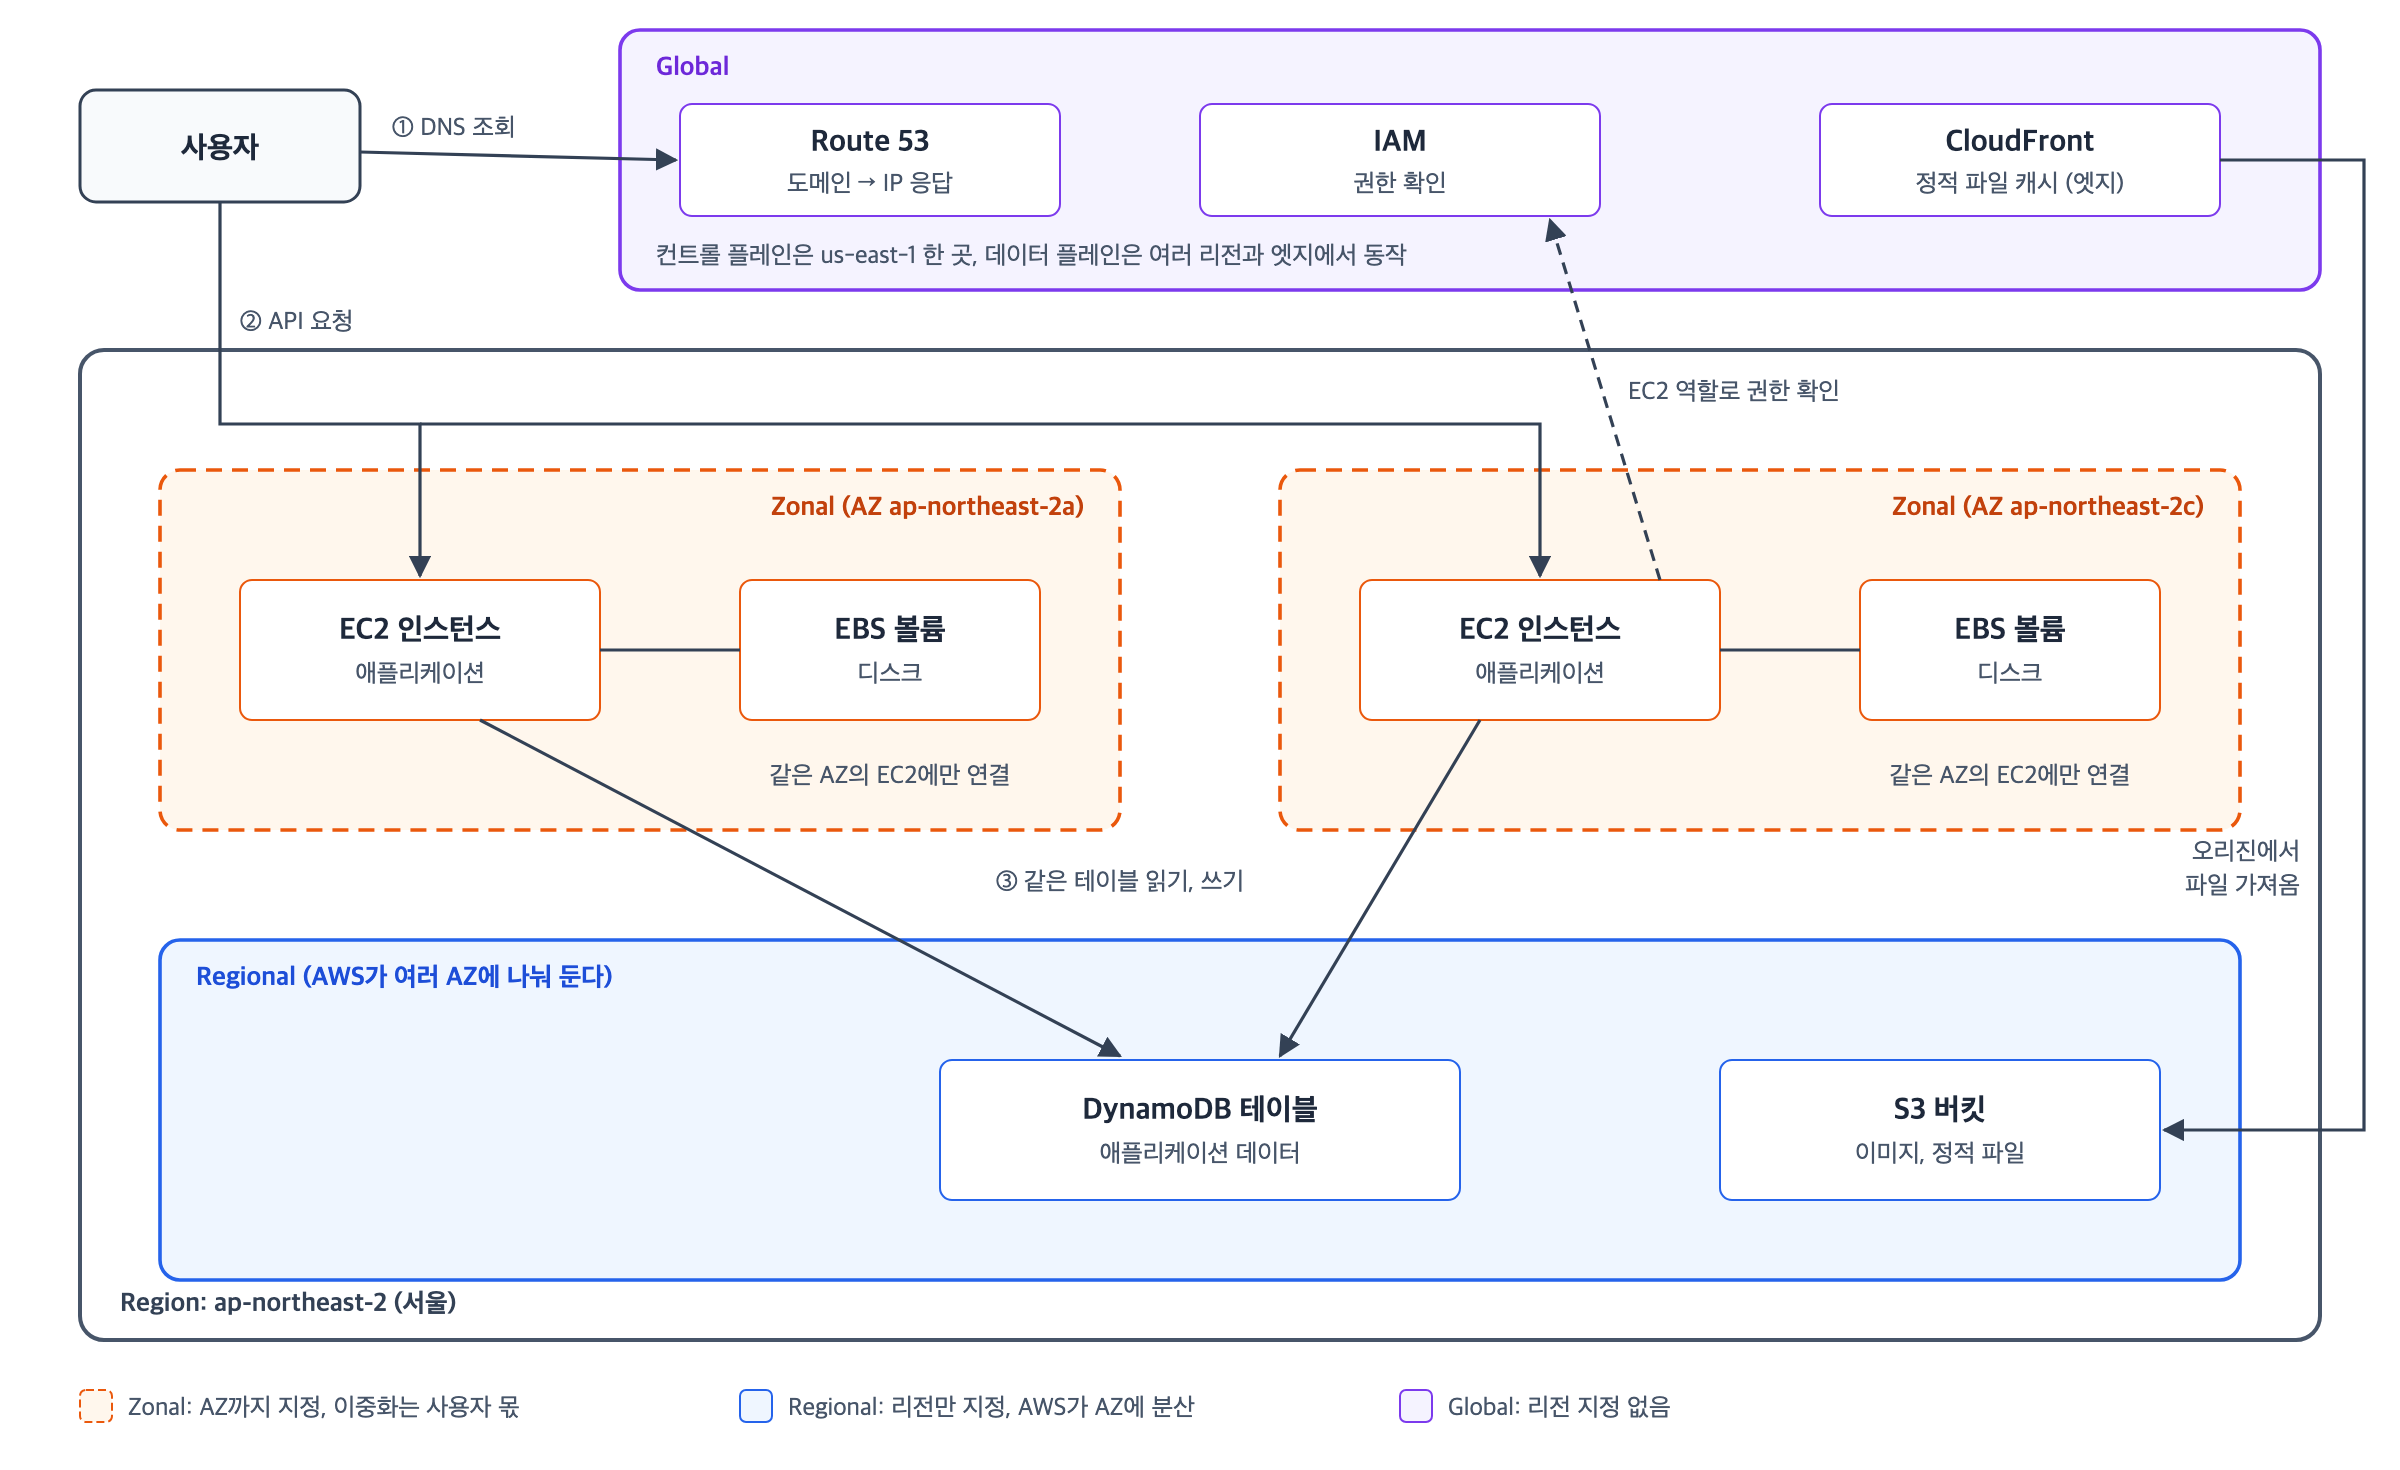 Global
사용자
① DNS 조회
Route 53
도메인 → IP 응답
IAM
권한 확인
CloudFront
정적 파일 캐시 (엣지)
컨트롤 플레인은 us-east-1 한 곳, 데이터 플레인은 여러 리전과 엣지에서 동작
② API 요청
EC2 역할로 권한 확인
Zonal (AZ ap-northeast-2a)
EC2 인스턴스
애플리케이션
EBS 볼륨
디스크
같은 AZ의 EC2에만 연결
Zonal (AZ ap-northeast-2c)
EC2 인스턴스
애플리케이션
EBS 볼륨
디스크
같은 AZ의 EC2에만 연결
오리진에서
파일 가져옴
③ 같은 테이블 읽기, 쓰기
Regional (AWS가 여러 AZ에 나눠 둔다)
DynamoDB 테이블
애플리케이션 데이터
S3 버킷
이미지, 정적 파일
Region: ap-northeast-2 (서울)
Zonal: AZ까지 지정, 이중화는 사용자 몫
Regional: 리전만 지정, AWS가 AZ에 분산
Global: 리전 지정 없음